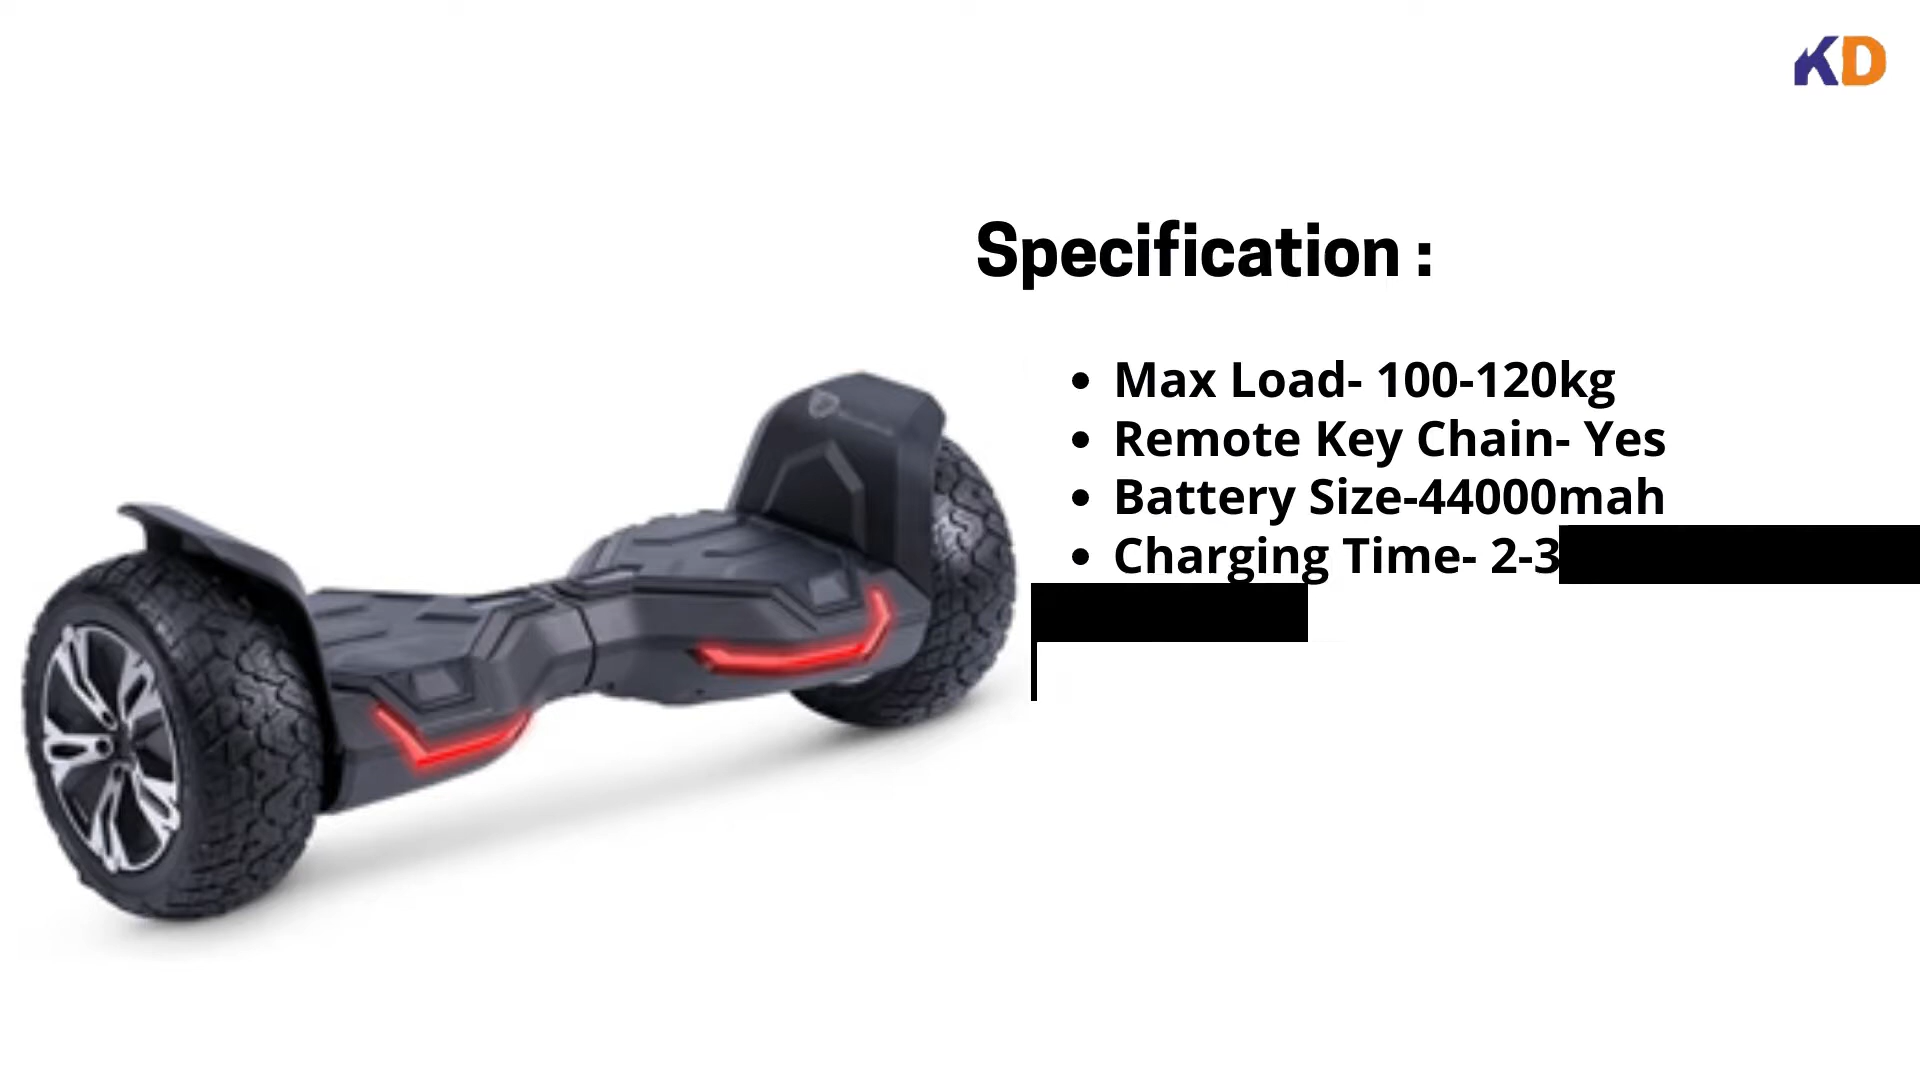 KD
Specification :
• Max Load- 100-120kg
• Remote Key Chain- Yes
• Battery Size-44000mah
• Charging Time- 2-3